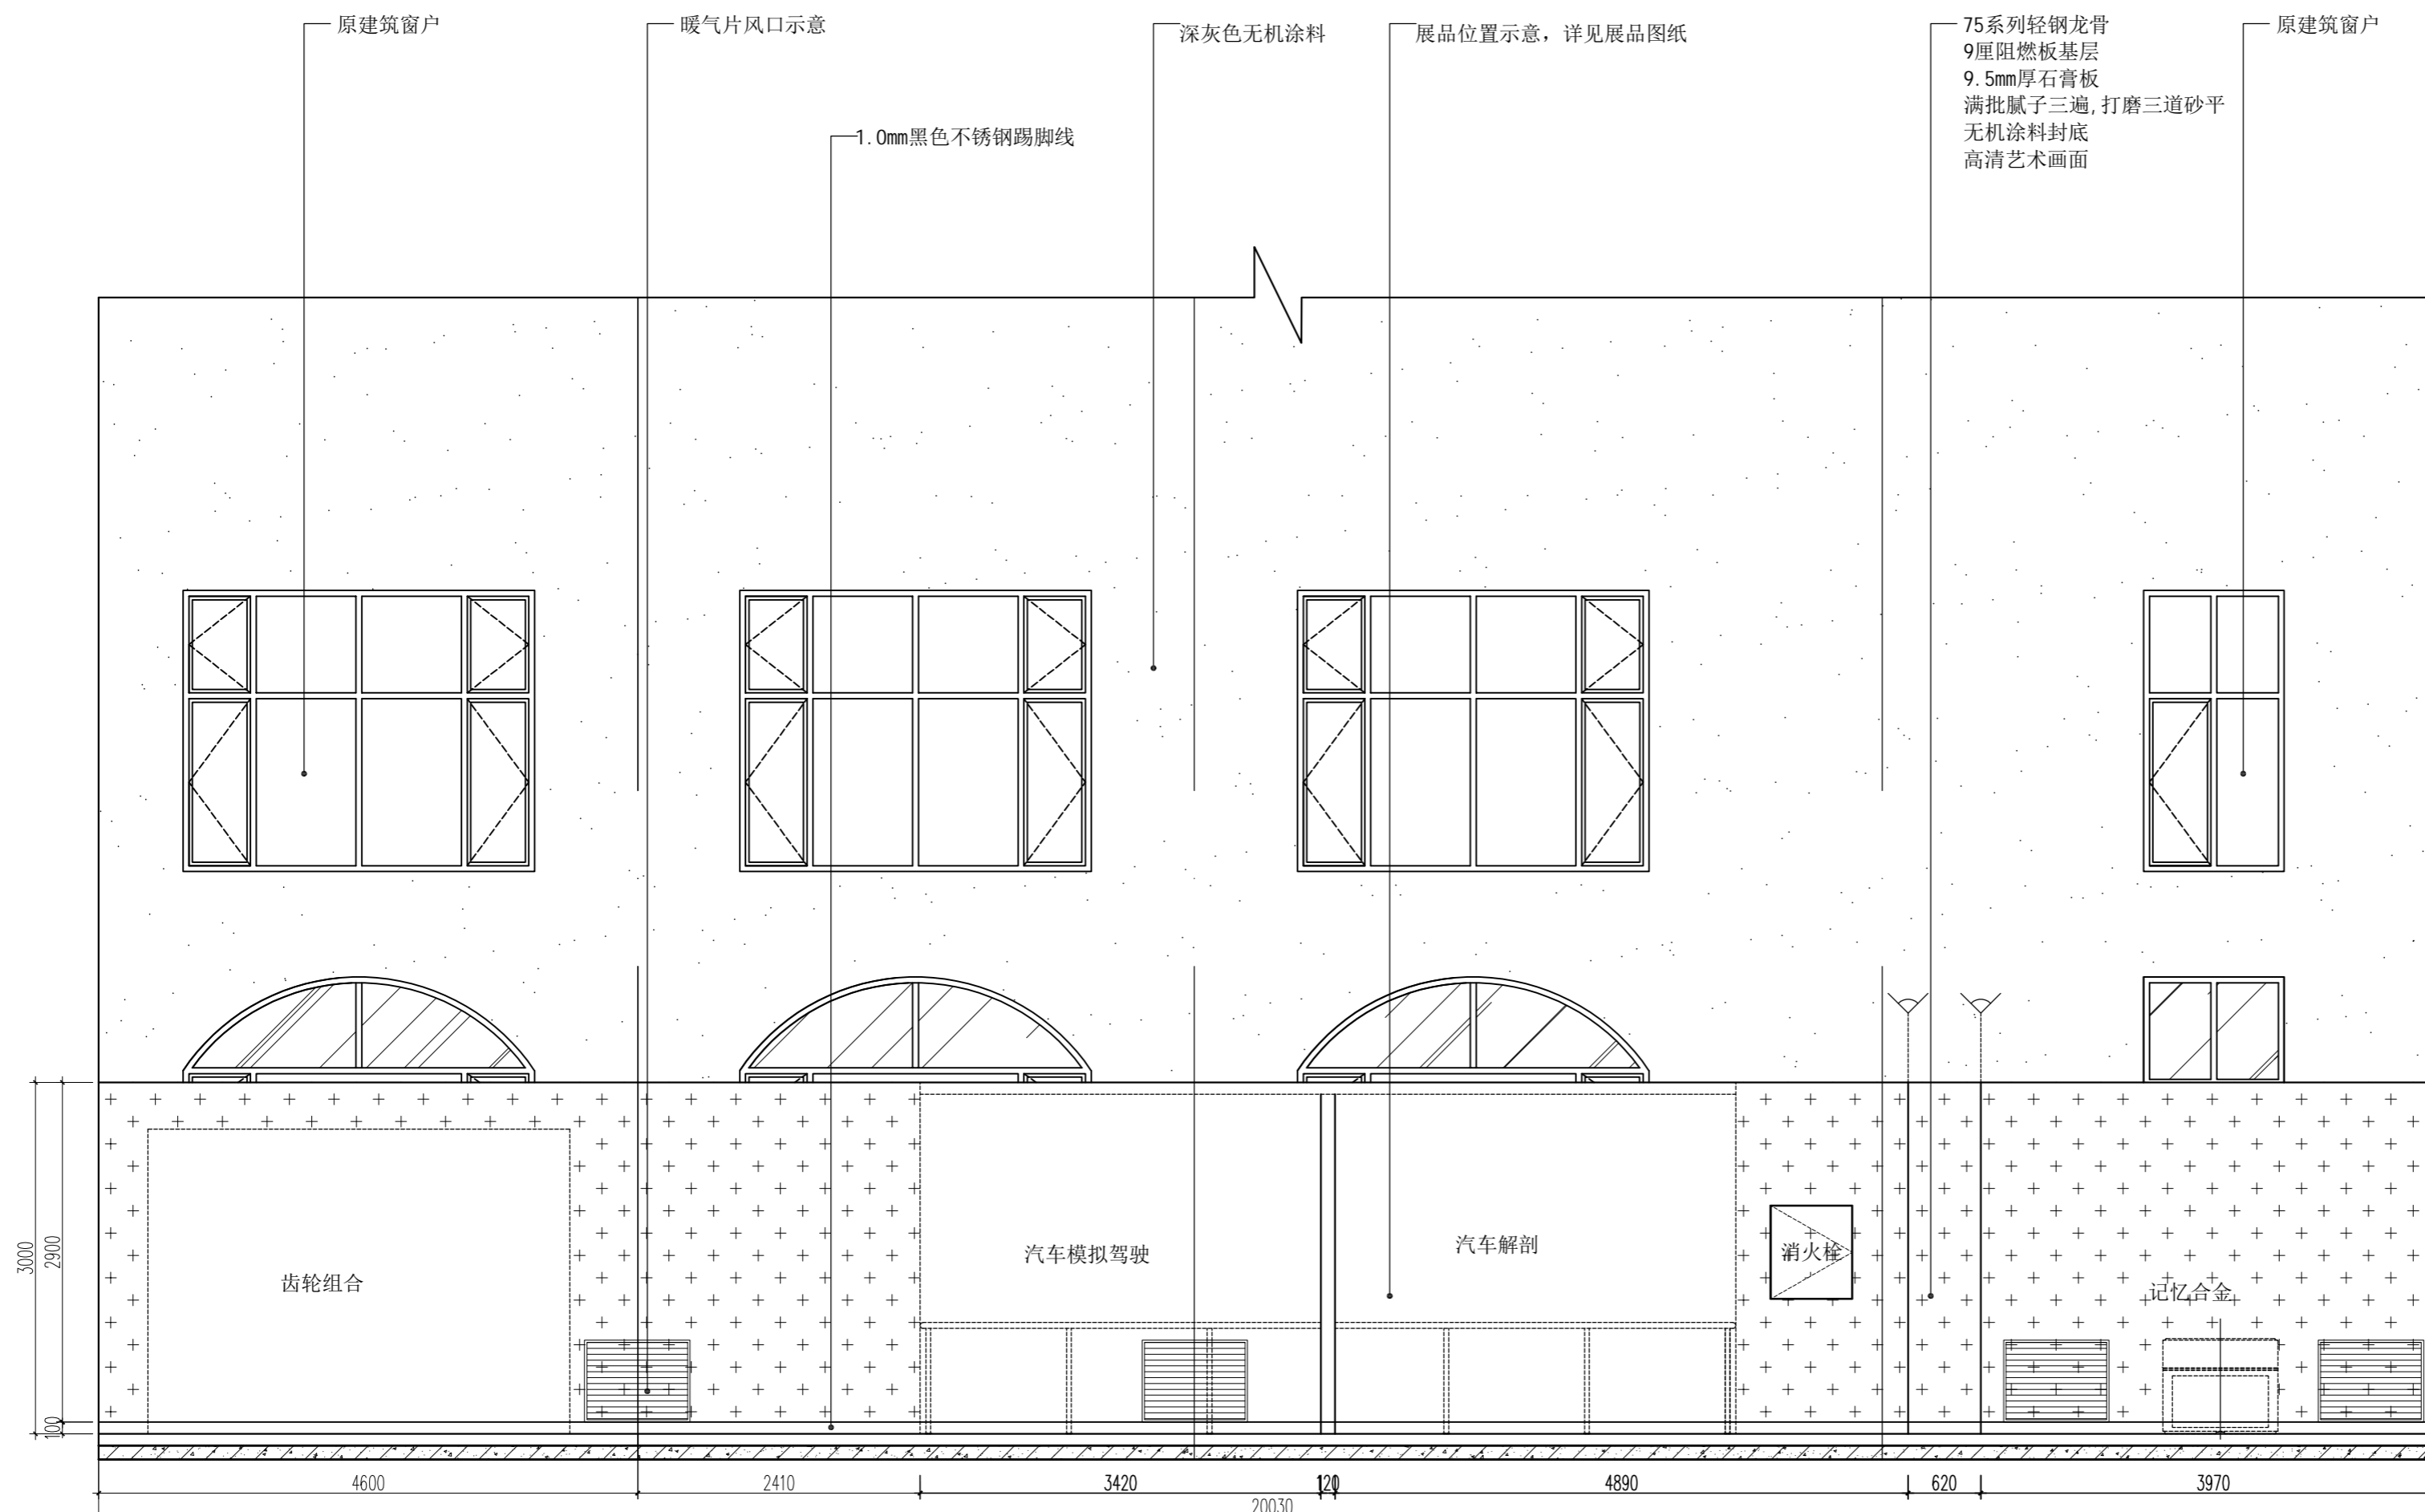 原建筑窗户
暖气片风口示意
深灰色无机涂料
展品位置示意，详见展品图纸
75系列轻钢龙骨
9厘阻燃板基层
9.5mm厚石膏板
满批腻子三遍,打磨三道砂平
无机涂料封底
高清艺术画面
原建筑窗户
1.0mm黑色不锈钢踢脚线
齿轮组合
汽车模拟驾驶
汽车解剖
消火栓
记忆合金
3000
2900
100
4600
2410
3420
120
4890
620
3970
20030